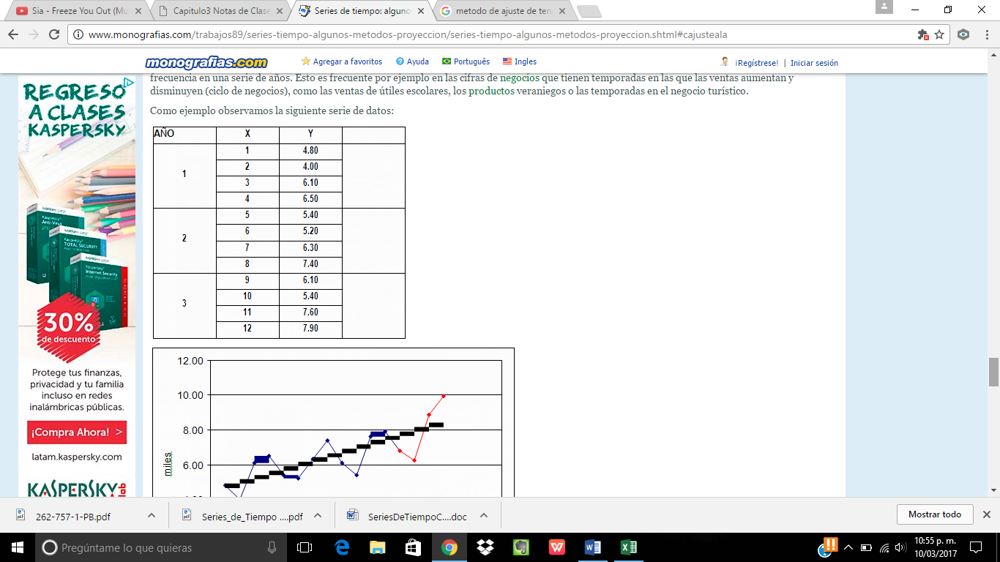 Sia - Freeze You Out (Mu
Capitulo3 Notas de Clase
Series de tiempo: alguno
metodo de ajuste de ten
www.monografias.com/trabajos89/series-tiempo-algunos-metodos-proyeccion/series-tiempo-algunos-metodos-proyeccion.shtml#cajusteala
monografias.com
Agregar a favoritos
Ayuda
Português
Ingles
¡Regístrese! | Iniciar sesión
frecuencia en una serie de años. Esto es frecuente por ejemplo en las cifras de negocios que tienen temporadas en las que las ventas aumentan y
disminuyen (ciclo de negocios), como las ventas de útiles escolares, los productos veraniegos o las temporadas en el negocio turístico.
Como ejemplo observamos la siguiente serie de datos:
AÑO X Y
1
1 4.80
2 4.00
3 6.10
4 6.50
2
5 5.40
6 5.20
7 6.30
8 7.40
3
9 6.10
10 5.40
11 7.60
12 7.90
12.00
10.00
8.00
6.00
miles
REGRESO
A CLASES
KASPERSKY
30%
de descuento
Protege tus finanzas,
privacidad y tu familia
incluso en redes
inalámbricas públicas.
¡Compra Ahora! >
latam.kaspersky.com
KASPERSKY lab
262-757-1-PB.pdf
Series_de_Tiempo ....pdf
SeriesDeTiempoC....doc
Mostrar todo
Pregúntame lo que quieras
10:55 p. m.
10/03/2017